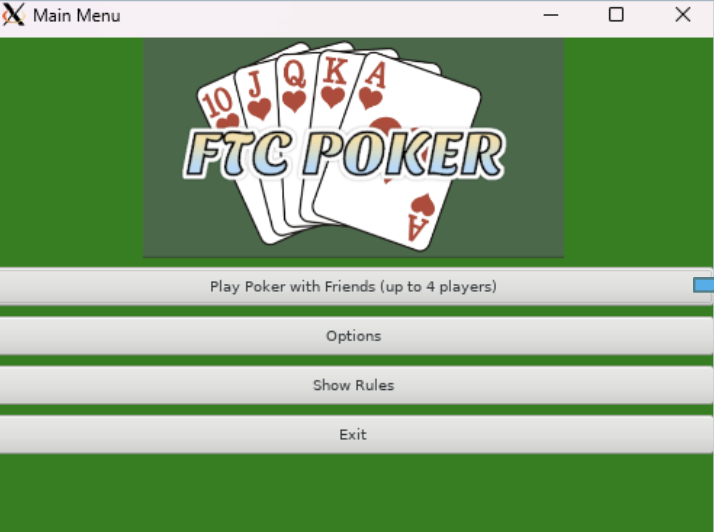 Main Menu
10 J Q K A
FTC POKER
A
Play Poker with Friends (up to 4 players)
Options
Show Rules
Exit